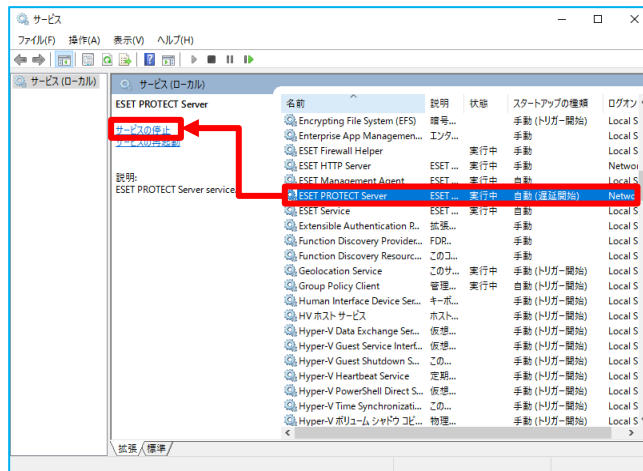 サービス
ファイル(F) 操作(A) 表示(V) ヘルプ(H)
サービス (ローカル)
サービス (ローカル)
ESET PROTECT Server
サービスの停止
サービスの再起動
説明:
ESET PROTECT Server service.
名前 説明 状態 スタートアップの種類 ログオン
Encrypting File System (EFS) 暗号... 手動 (トリガー開始) Local S
Enterprise App Managemen... エンタ... 手動 Local S
ESET Firewall Helper 実行中 手動 Local S
ESET HTTP Server ESET ... 実行中 手動 Networ
ESET Management Agent ESET ... 実行中 自動 Local S
ESET PROTECT Server ESET ... 実行中 自動 (遅延開始) Netwo
ESET Service ESET ... 実行中 自動 Local S
Extensible Authentication P... 拡張... 手動 Local S
Function Discovery Provider... FDP... 手動 Local S
Function Discovery Resourc... このコ... 手動 Local S
Geolocation Service このサ... 実行中 手動 (トリガー開始) Local S
Group Policy Client 管理... 実行中 自動 (トリガー開始) Local S
Human Interface Device Ser... キーボ... 手動 (トリガー開始) Local S
HV ホスト サービス ホスト... 手動 (トリガー開始) Local S
Hyper-V Data Exchange Ser... 仮想... 手動 (トリガー開始) Local S
Hyper-V Guest Service Interf... 仮想... 手動 (トリガー開始) Local S
Hyper-V Guest Shutdown S... この... 手動 (トリガー開始) Local S
Hyper-V Heartbeat Service 定期... 手動 (トリガー開始) Local S
Hyper-V PowerShell Direct S... 仮想... 手動 (トリガー開始) Local S
Hyper-V Time Synchronizati... この... 手動 (トリガー開始) Local S
Hyper-V ボリューム シャドウ コピ... 物理... 手動 (トリガー開始) Local S
拡張 標準